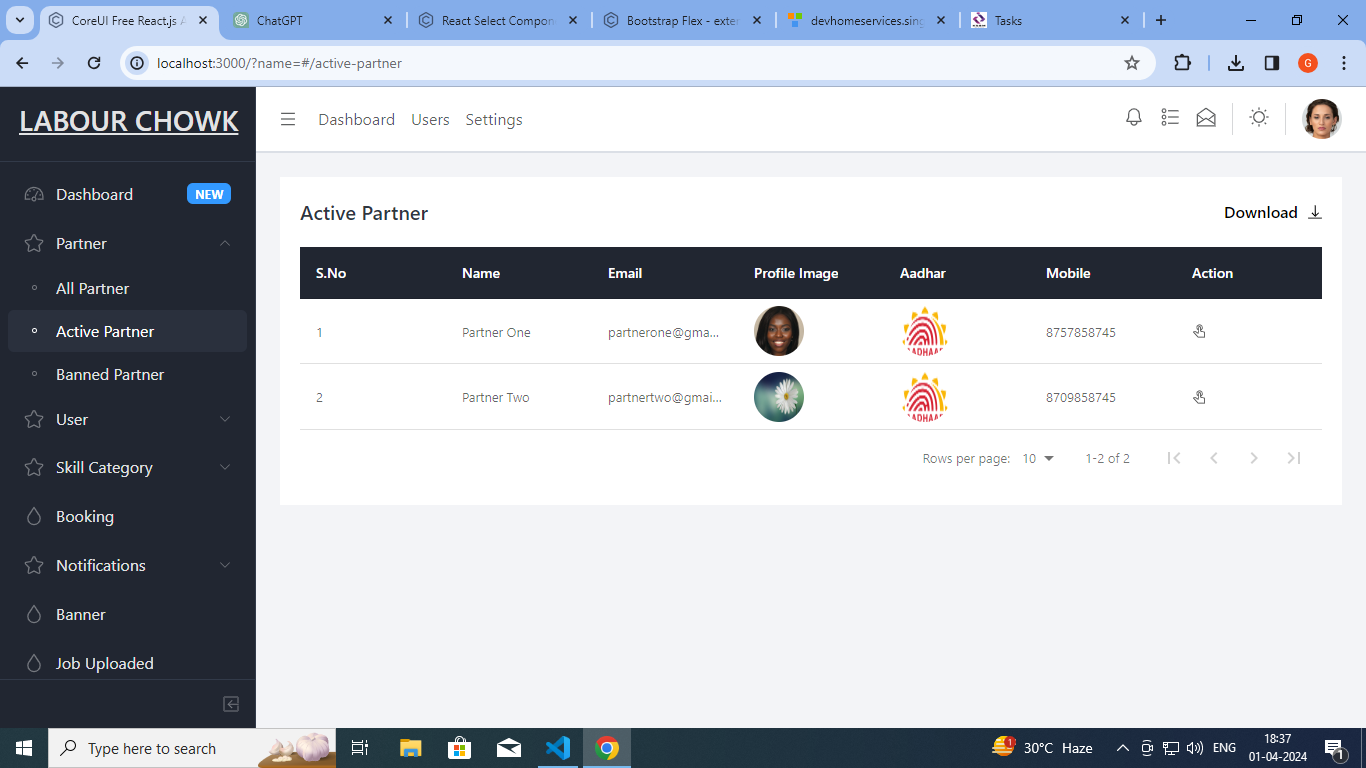 CoreUI Free React.js A
ChatGPT
React Select Compon
Bootstrap Flex - exter
devhomeservices.sing
Tasks
localhost:3000/?name=#/active-partner
G
LABOUR CHOWK
Dashboard Users Settings
Dashboard NEW
Partner
All Partner
Active Partner
Banned Partner
User
Skill Category
Booking
Notifications
Banner
Job Uploaded
Active Partner
Download
S.No Name Email Profile Image Aadhar Mobile Action
1 Partner One partnerone@gma... AADHAAR 8757858745
2 Partner Two partnertwo@gmai... AADHAAR 8709858745
Rows per page: 10 1-2 of 2
Type here to search
1
30°C Haze
ENG
18:37
01-04-2024
1